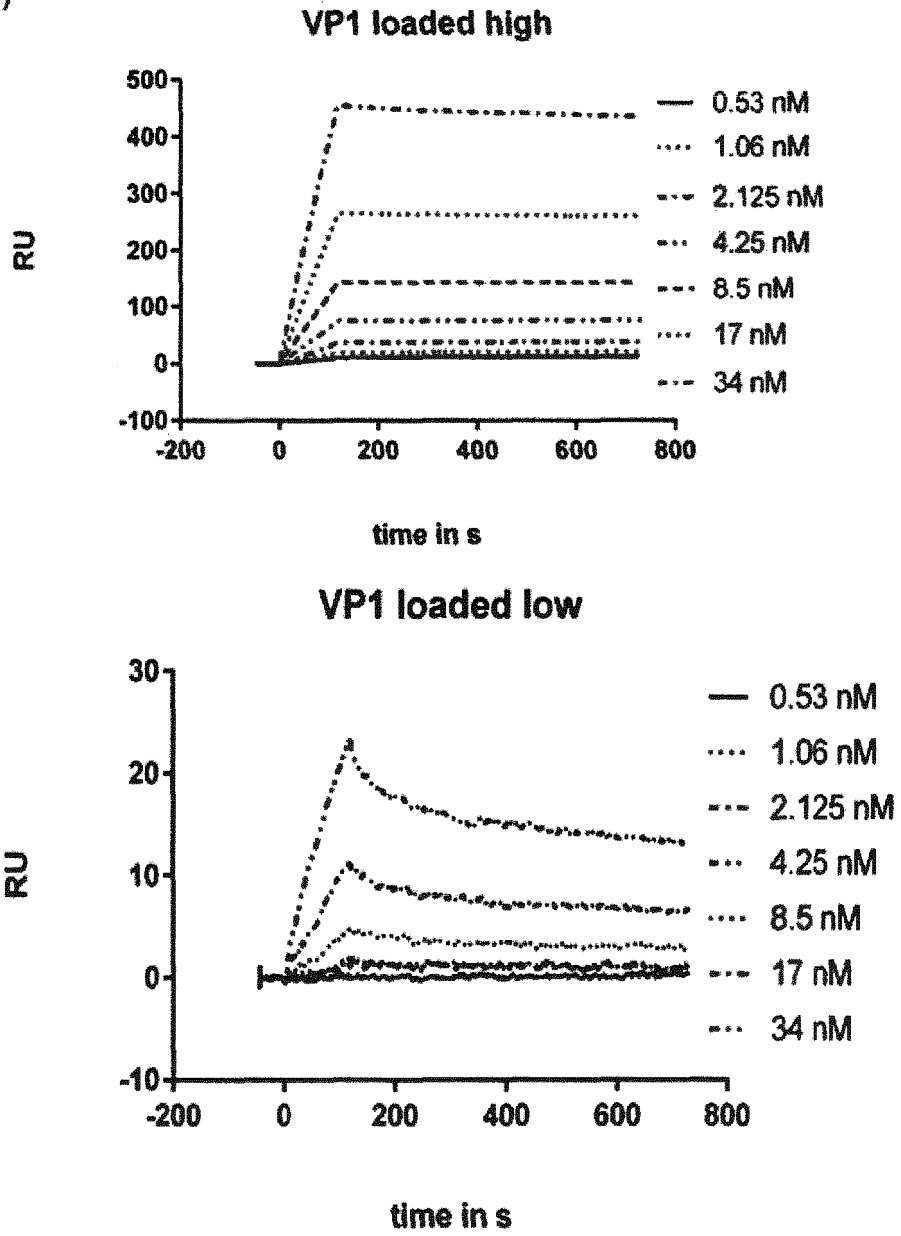 )
VP1 loaded high
500
400
300
200
100
0
-100
-200 0 200 400 600 800
RU
time in s
0.53 nM
1.06 nM
2.125 nM
4.25 nM
8.5 nM
17 nM
34 nM
VP1 loaded low
30
20
10
0
-10
-200 0 200 400 600 800
RU
time in s
0.53 nM
1.06 nM
2.125 nM
4.25 nM
8.5 nM
17 nM
34 nM